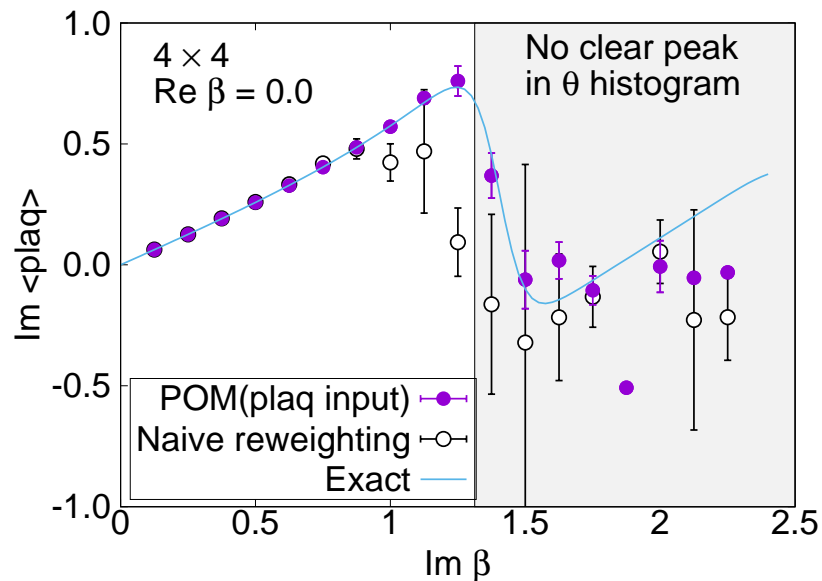 1.0
0.5
0.0
-0.5
-1.0
Im <plaq>
4 × 4
Re β = 0.0
No clear peak
in θ histogram
POM(plaq input)
Naive reweighting
Exact
0
0.5
1
1.5
2
2.5
Im β